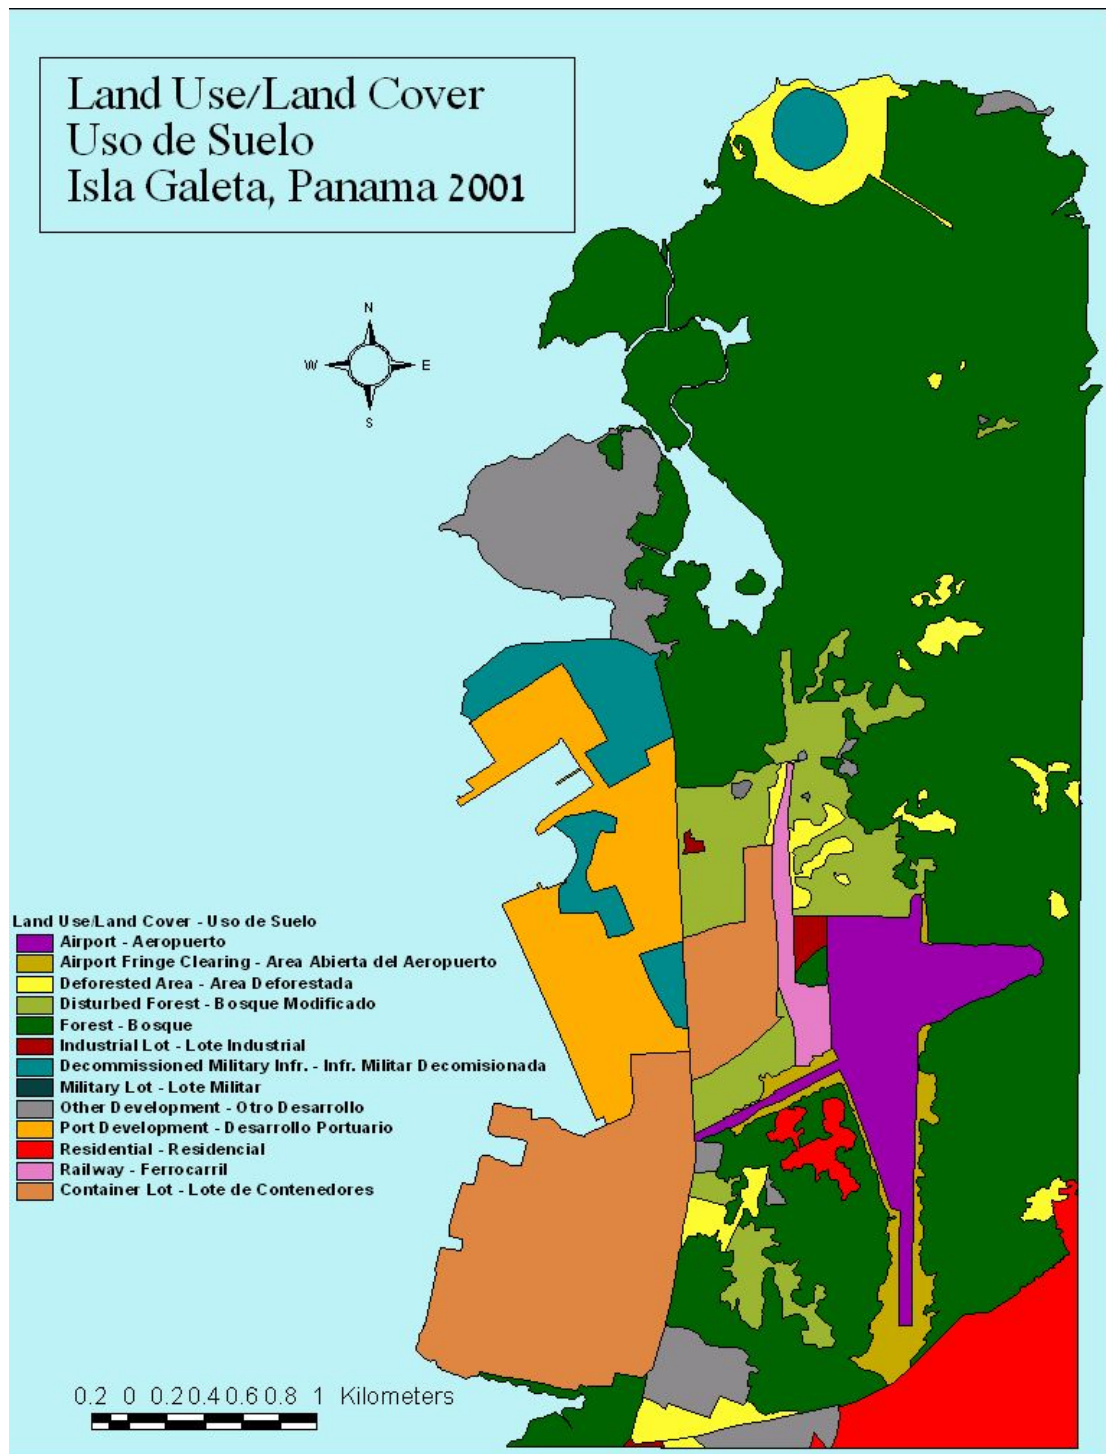 Land Use/Land Cover
Uso de Suelo
Isla Galeta, Panama 2001
N
W E
S
Land Use/Land Cover - Uso de Suelo
Airport - Aeropuerto
Airport Fringe Clearing - Area Abierta del Aeropuerto
Deforested Area - Area Deforestada
Disturbed Forest - Bosque Modificado
Forest - Bosque
Industrial Lot - Lote Industrial
Decommissioned Military Infr. - Infr. Militar Decomisionada
Military Lot - Lote Militar
Other Development - Otro Desarrollo
Port Development - Desarrollo Portuario
Residential - Residencial
Railway - Ferrocarril
Container Lot - Lote de Contenedores
0.2 0 0.2 0.4 0.6 0.8 1 Kilometers